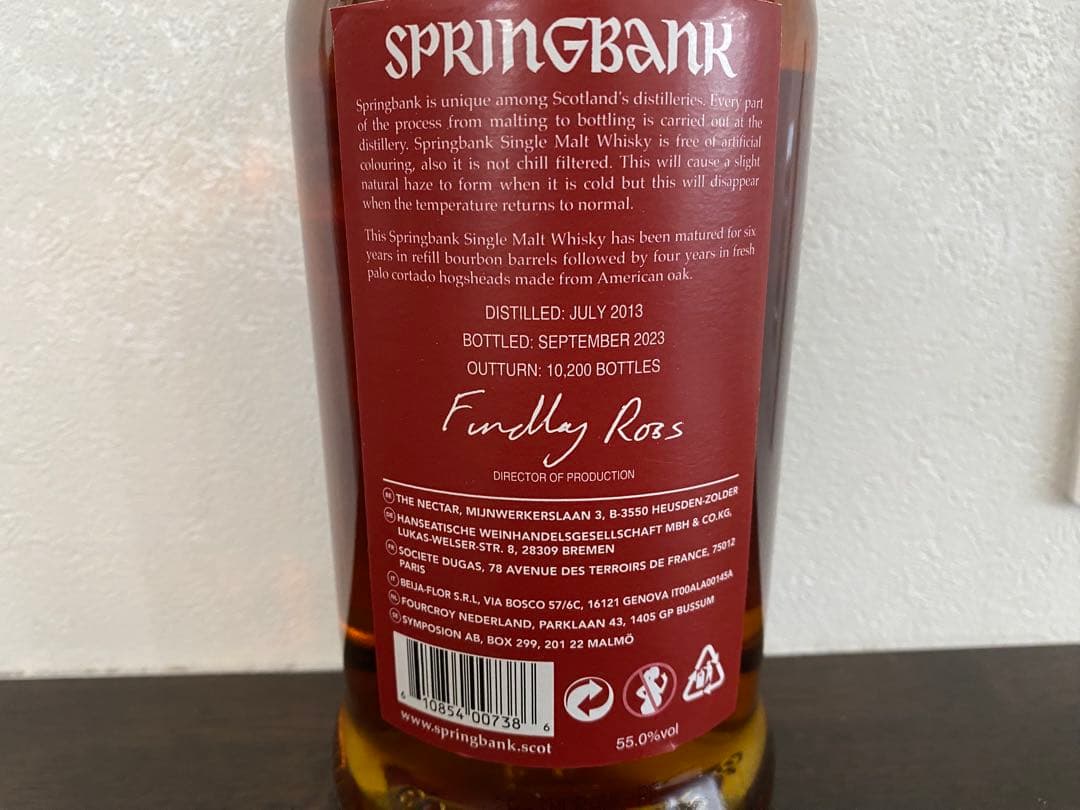 SPRINGBANK
Springbank is unique among Scotland's distilleries. Every part
of the process from malting to bottling is carried out at the
distillery. Springbank Single Malt Whisky is free of artificial
colouring, also it is not chill filtered. This will cause a slight
natural haze to form when it is cold but this will disappear
when the temperature returns to normal.
This Springbank Single Malt Whisky has been matured for six
years in refill bourbon barrels followed by four years in fresh
palo cortado hogsheads made from American oak.
DISTILLED: JULY 2013
BOTTLED: SEPTEMBER 2023
OUTTURN: 10,200 BOTTLES
Findlay Ross
DIRECTOR OF PRODUCTION
BE THE NECTAR, MIJNWERKERSLAAN 3, B-3550 HEUSDEN-ZOLDER
DE HANSEATISCHE WEINHANDELSGESELLSCHAFT MBH & CO.KG,
LUKAS-WELSER-STR. 8, 28309 BREMEN
FR SOCIETE DUGAS, 78 AVENUE DES TERROIRS DE FRANCE, 75012
PARIS
IT BEIJA-FLOR S.R.L, VIA BOSCO 57/6C, 16121 GENOVA IT00ALA00145A
NL FOURCROY NEDERLAND, PARKLAAN 43, 1405 GP BUSSUM
SE SYMPOSION AB, BOX 299, 201 22 MALMÖ
6 10854 00738 6
www.springbank.scot
55.0%vol